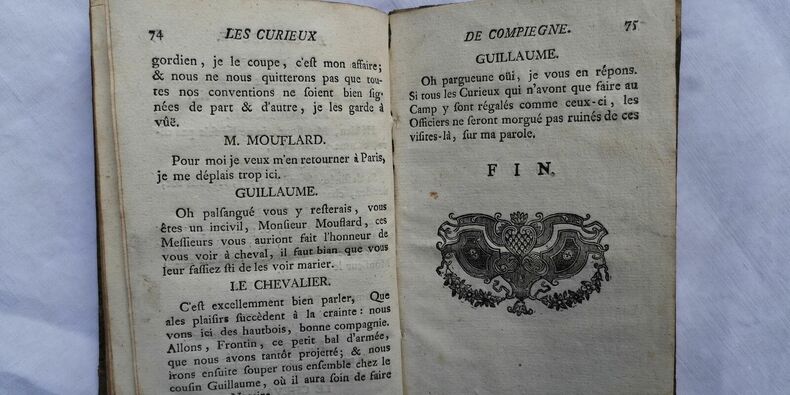 74 LES CURIEUX
gordien, je le coupe, c'est mon affaire;
& nous ne nous quitterons pas que tou-
tes nos conventions ne ſoient bien ſig-
nées de part & d'autre, je les garde à
vûë.
M. MOUFLARD.
Pour moi je veux m'en retourner à Paris,
je me déplais trop ici.
GUILLAUME.
Oh palſangué vous y reſterais, vous
êtes un incivil, Monſieur Mouflard, ces
Meſſieurs vous auriont fait l'honneur de
vous voir à cheval, il faut bian que vous
leur faſſiez ſti de les voir marier.
LE CHEVALIER.
C'eſt excellemment bien parler, Que
les plaiſirs ſuccèdent à la crainte: nous
vons ici des hautbois, bonne compagnie.
Allons, Frontin, ce petit bal d'armée,
que nous avons tantôt projetté; & nous
irons enſuite ſouper tous enſemble chez le
couſin Guillaume, où il aura ſoin de faire
DE COMPIEGNE. 75
GUILLAUME.
Oh pargueune oüi, je vous en répons.
Si tous les Curieux qui n'avont que faire au
Camp y ſont régalés comme ceux-ci, les
Officiers ne ſeront morgué pas ruinés de ces
viſites-là, ſur ma parole.
FIN.